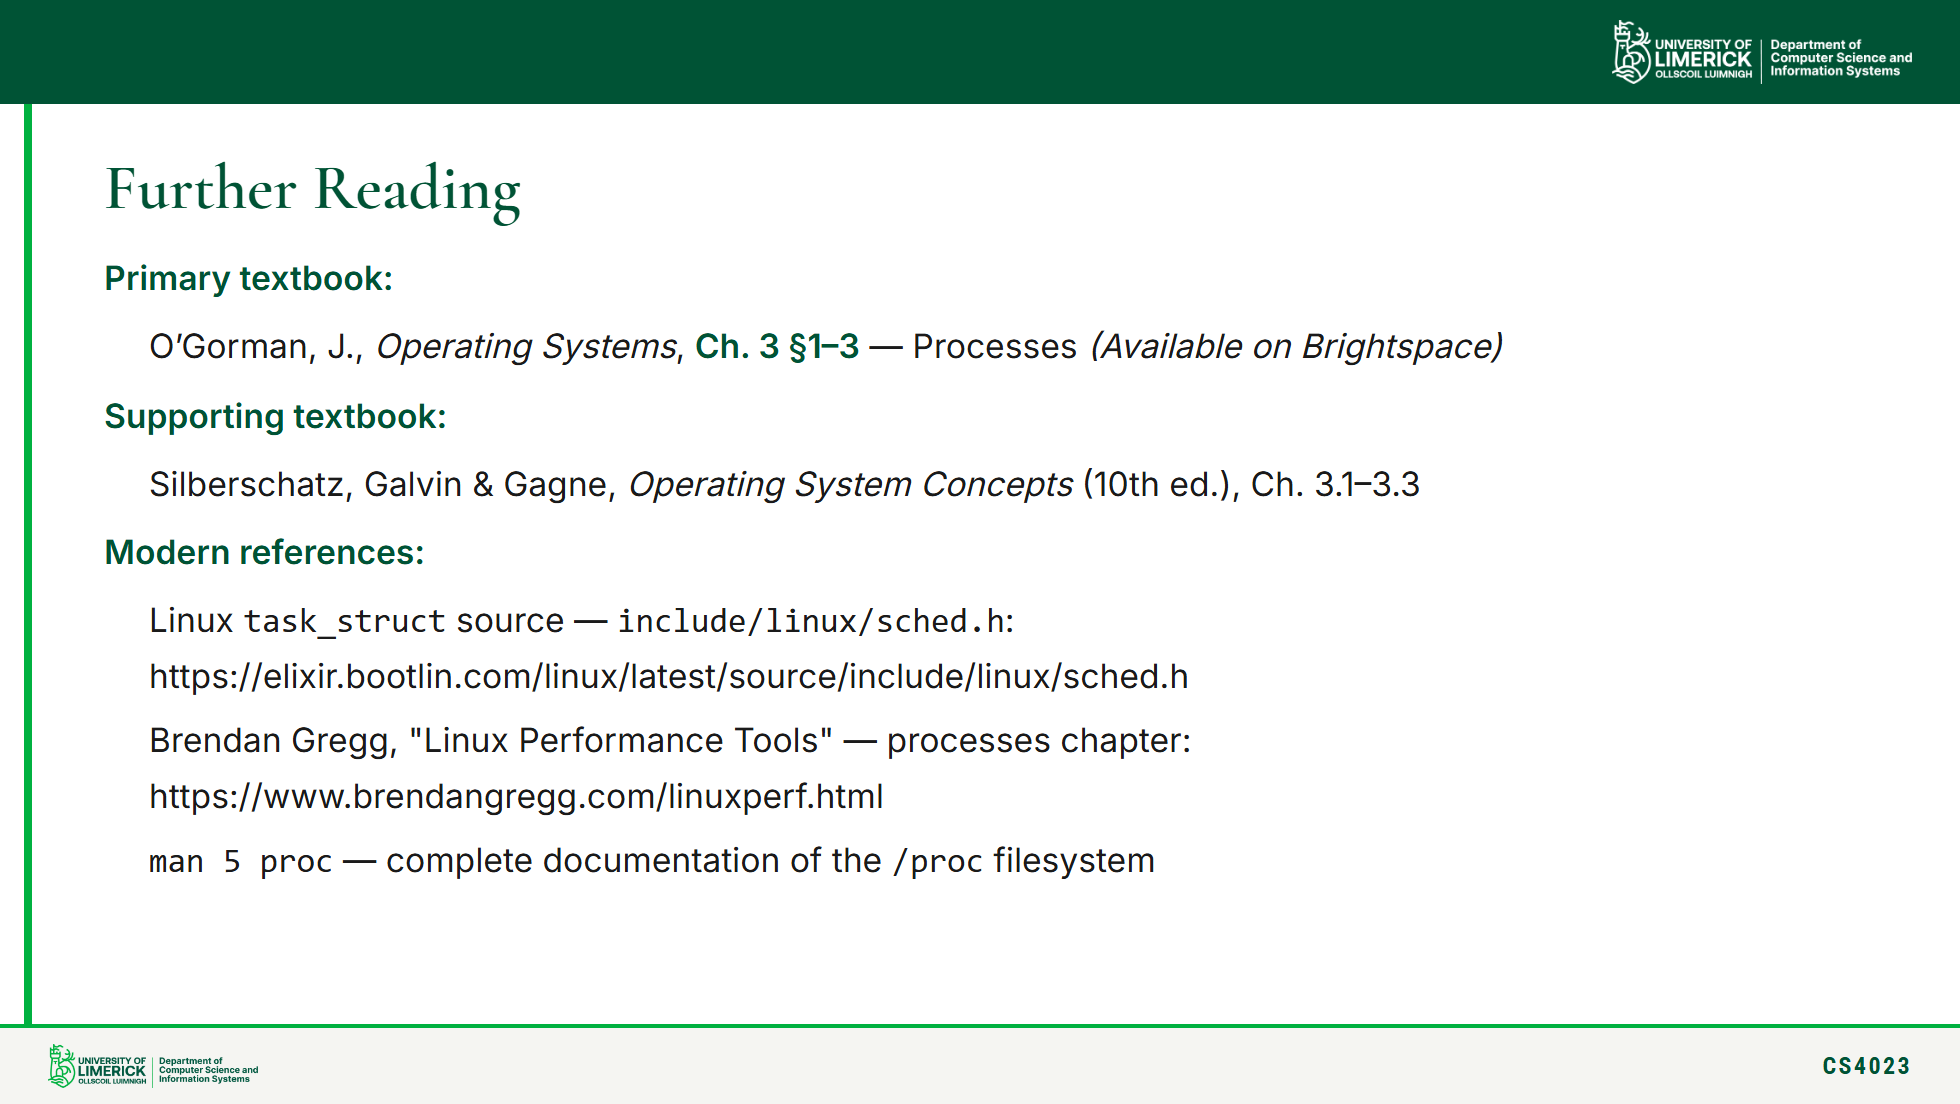 UNIVERSITY OF
LIMERICK
OLLSCOIL LUIMNIGH
Department of
Computer Science and
Information Systems
Further Reading
Primary textbook:
O’Gorman, J., Operating Systems, Ch. 3 §1–3 — Processes (Available on Brightspace)
Supporting textbook:
Silberschatz, Galvin & Gagne, Operating System Concepts (10th ed.), Ch. 3.1–3.3
Modern references:
Linux task_struct source — include/linux/sched.h:
https://elixir.bootlin.com/linux/latest/source/include/linux/sched.h
Brendan Gregg, "Linux Performance Tools" — processes chapter:
https://www.brendangregg.com/linuxperf.html
man 5 proc — complete documentation of the /proc filesystem
UNIVERSITY OF
LIMERICK
OLLSCOIL LUIMNIGH
Department of
Computer Science and
Information Systems
CS4023